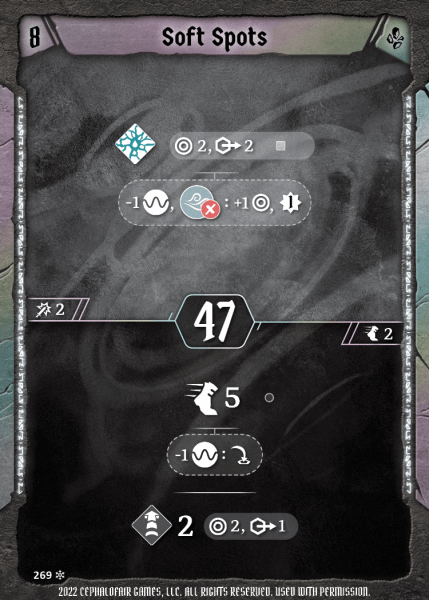 8 Soft Spots
2, 2
-1 , : +1 , 1
2
47
2
5
-1 :
2 2, 1
269
2022 CEPHALOFAIR GAMES, LLC. ALL RIGHTS RESERVED. USED WITH PERMISSION.